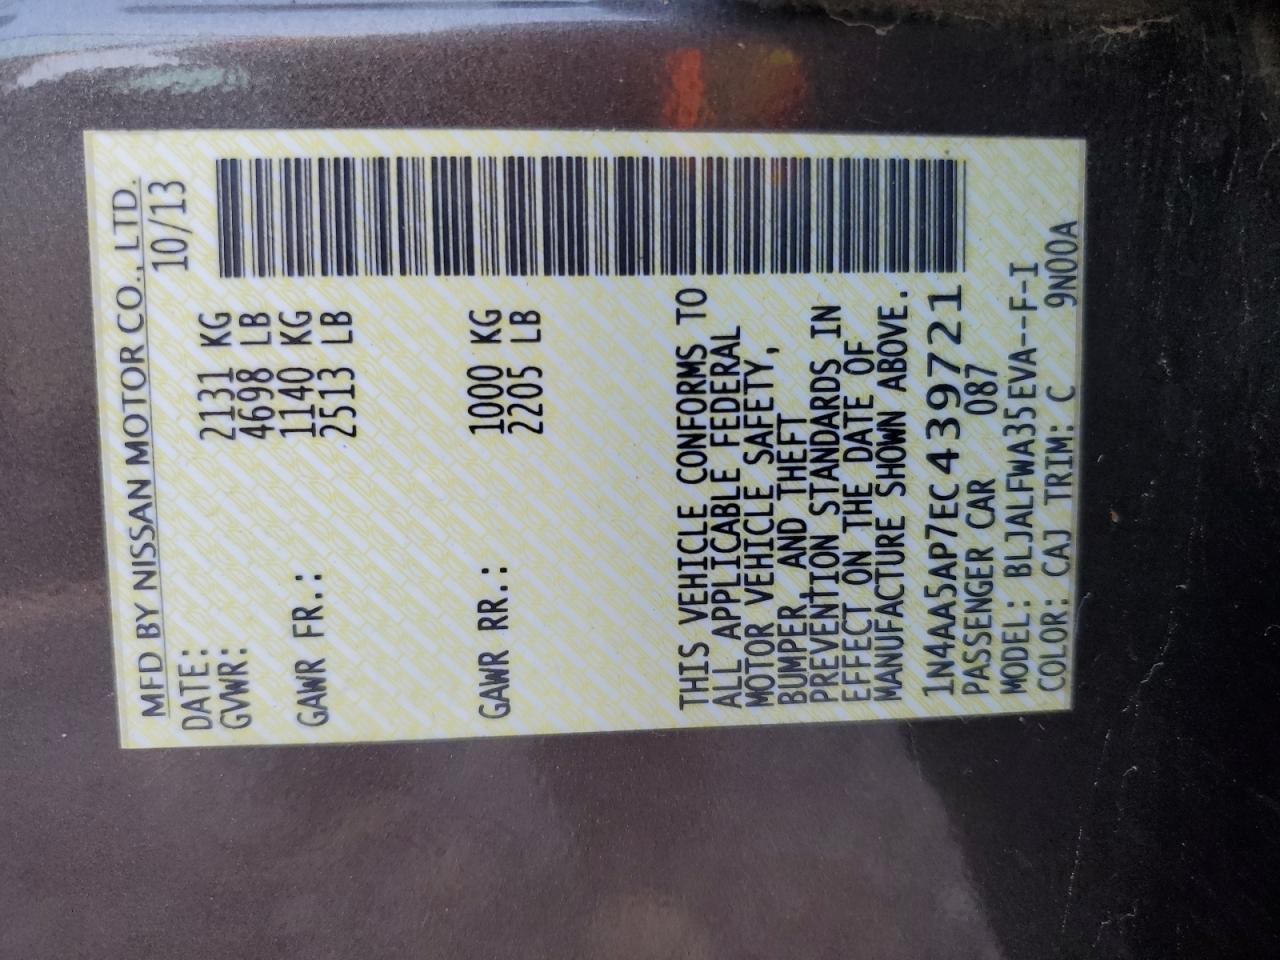 MFD BY NISSAN MOTOR CO., LTD.
DATE: 10/13
GVWR: 2131 KG
4698 LB
GAWR FR.: 1140 KG
2513 LB
GAWR RR.: 1000 KG
2205 LB
THIS VEHICLE CONFORMS TO
ALL APPLICABLE FEDERAL
MOTOR VEHICLE SAFETY,
BUMPER, AND THEFT
PREVENTION STANDARDS IN
EFFECT ON THE DATE OF
MANUFACTURE SHOWN ABOVE.
1N4AA5AP7EC439721
PASSENGER CAR 087
MODEL: BLJALFWA35EVA--F-I
COLOR: CAJ TRIM: C 9N00A